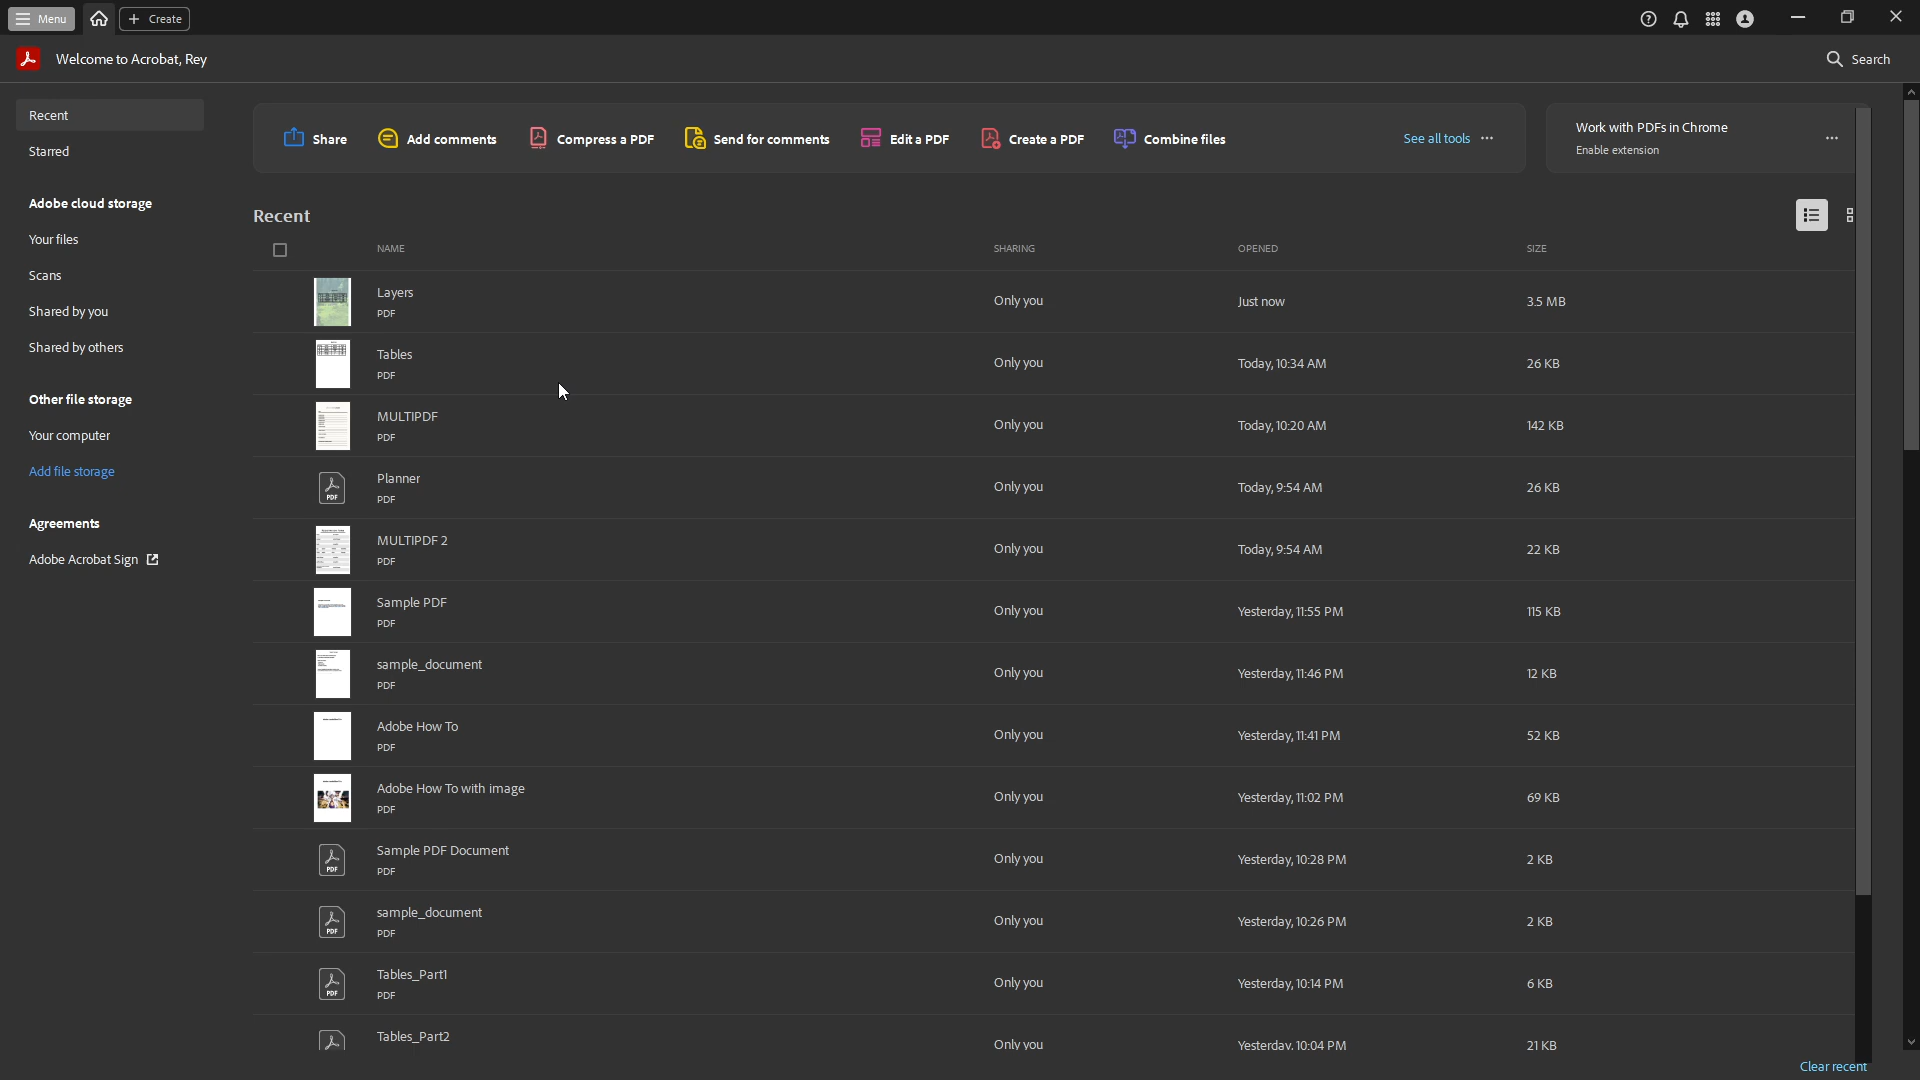 Menu
Create
Welcome to Acrobat, Rey
Search
Recent
Starred
Adobe cloud storage
Your files
Scans
Shared by you
Shared by others
Other file storage
Your computer
Add file storage
Agreements
Adobe Acrobat Sign
Share
Add comments
Compress a PDF
Send for comments
Edit a PDF
Create a PDF
Combine files
See all tools
Work with PDFs in Chrome
Enable extension
Recent
NAME SHARING OPENED SIZE
Layers
PDF
Only you Just now 3.5 MB
Tables
PDF
Only you Today, 10:34 AM 26 KB
MULTIPDF
PDF
Only you Today, 10:20 AM 142 KB
Planner
PDF
Only you Today, 9:54 AM 26 KB
MULTIPDF 2
PDF
Only you Today, 9:54 AM 22 KB
Sample PDF
PDF
Only you Yesterday, 11:55 PM 115 KB
sample_document
PDF
Only you Yesterday, 11:46 PM 12 KB
Adobe How To
PDF
Only you Yesterday, 11:41 PM 52 KB
Adobe How To with image
PDF
Only you Yesterday, 11:02 PM 69 KB
Sample PDF Document
PDF
Only you Yesterday, 10:28 PM 2 KB
sample_document
PDF
Only you Yesterday, 10:26 PM 2 KB
Tables_Part1
PDF
Only you Yesterday, 10:14 PM 6 KB
Tables_Part2
Only you Yesterday, 10:04 PM 21 KB
Clear recent